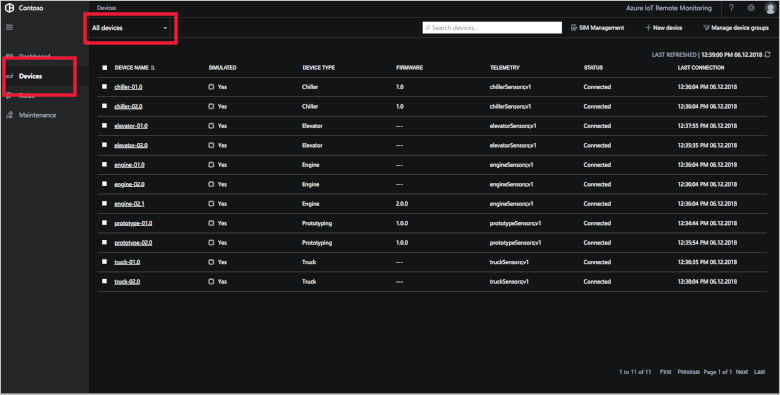 Contoso
Devices
Azure IoT Remote Monitoring ?
All devices
Search devices...
SIM Management
+ New device
Manage device groups
LAST REFRESHED | 12:39:00 PM 06.12.2018
Dashboard
Devices
Rules
Maintenance
DEVICE NAME SIMULATED DEVICE TYPE FIRMWARE TELEMETRY STATUS LAST CONNECTION
chiller-01.0 Yes Chiller 1.0 chillerSensors;v1 Connected 12:36:04 PM 06.12.2018
chiller-02.0 Yes Chiller 1.0 chillerSensors;v1 Connected 12:36:04 PM 06.12.2018
elevator-01.0 Yes Elevator --- elevatorSensors;v1 Connected 12:37:55 PM 06.12.2018
elevator-02.0 Yes Elevator --- elevatorSensors;v1 Connected 12:35:35 PM 06.12.2018
engine-01.0 Yes Engine --- engineSensors;v1 Connected 12:36:04 PM 06.12.2018
engine-02.0 Yes Engine --- engineSensors;v1 Connected 12:36:04 PM 06.12.2018
engine-02.1 Yes Engine 2.0.0 engineSensors;v1 Connected 12:36:04 PM 06.12.2018
prototype-01.0 Yes Prototyping 1.0.0 prototypeSensors;v1 Connected 12:34:44 PM 06.12.2018
prototype-02.0 Yes Prototyping 1.0.0 prototypeSensors;v1 Connected 12:35:54 PM 06.12.2018
truck-01.0 Yes Truck --- truckSensors;v1 Connected 12:36:35 PM 06.12.2018
truck-02.0 Yes Truck --- truckSensors;v1 Connected 12:38:04 PM 06.12.2018
1 to 11 of 11 First Previous Page 1 of 1 Next Last